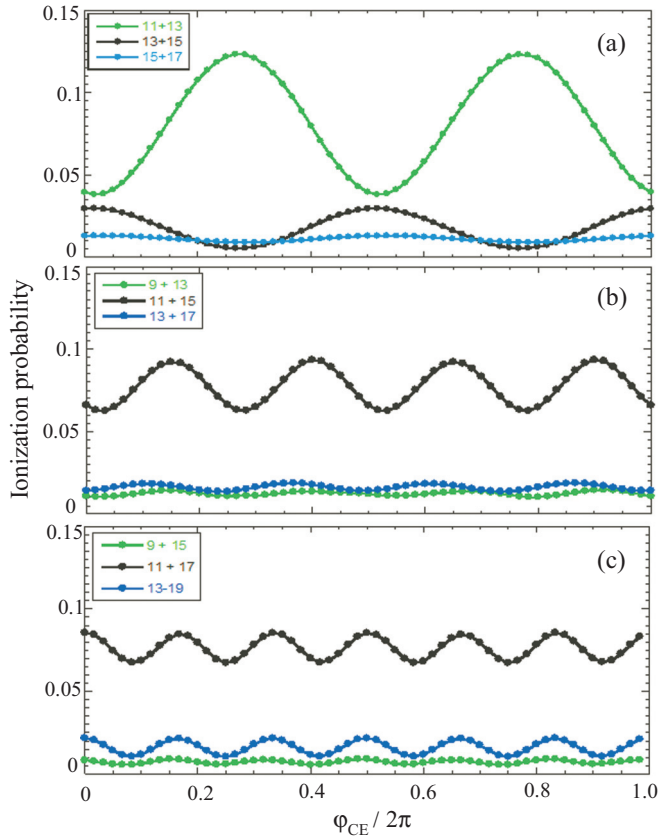 0.15
11+13
13+15
15+17
(a)
0.1
0.05
0
0.15
9 + 13
11 + 15
13 + 17
(b)
0.1
0.05
0
Ionization probability
0.15
9 + 15
11 + 17
13-19
(c)
0.1
0.05
0
0 0.2 0.4 0.6 0.8 1.0
φCE / 2π